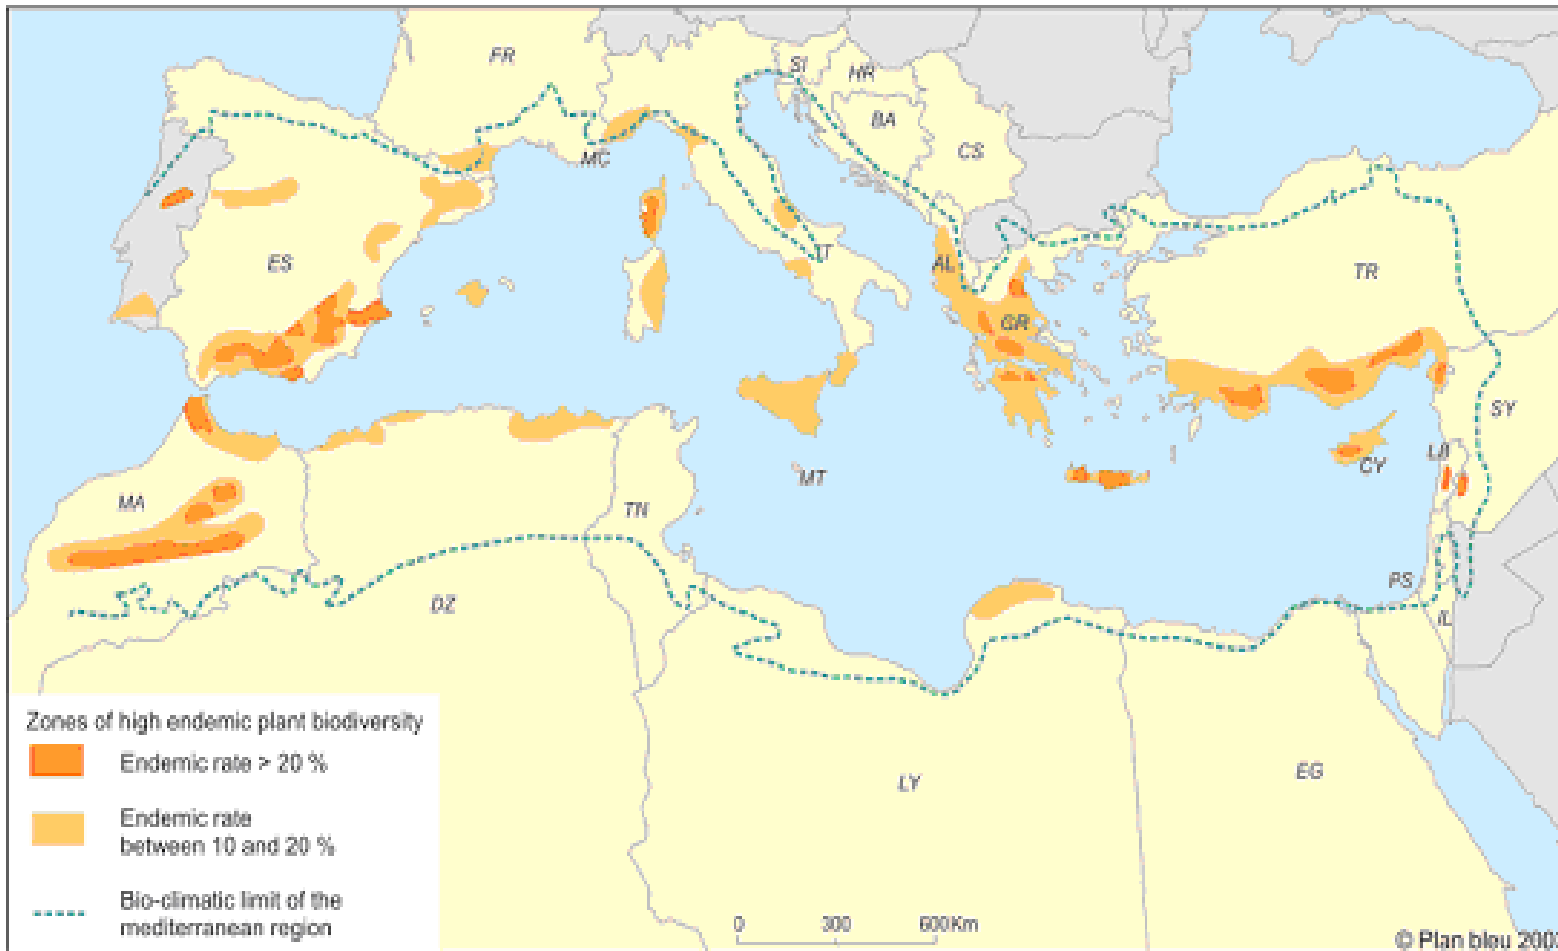 FR
SI
HR
BA
CS
MC
ES
IT
AL
GR
TR
SY
LB
CY
MT
MA
TN
DZ
PS
IL
LY
EG
Zones of high endemic plant biodiversity
Endemic rate > 20 %
Endemic rate
between 10 and 20 %
Bio-climatic limit of the
mediterranean region
0 300 600Km
© Plan bleu